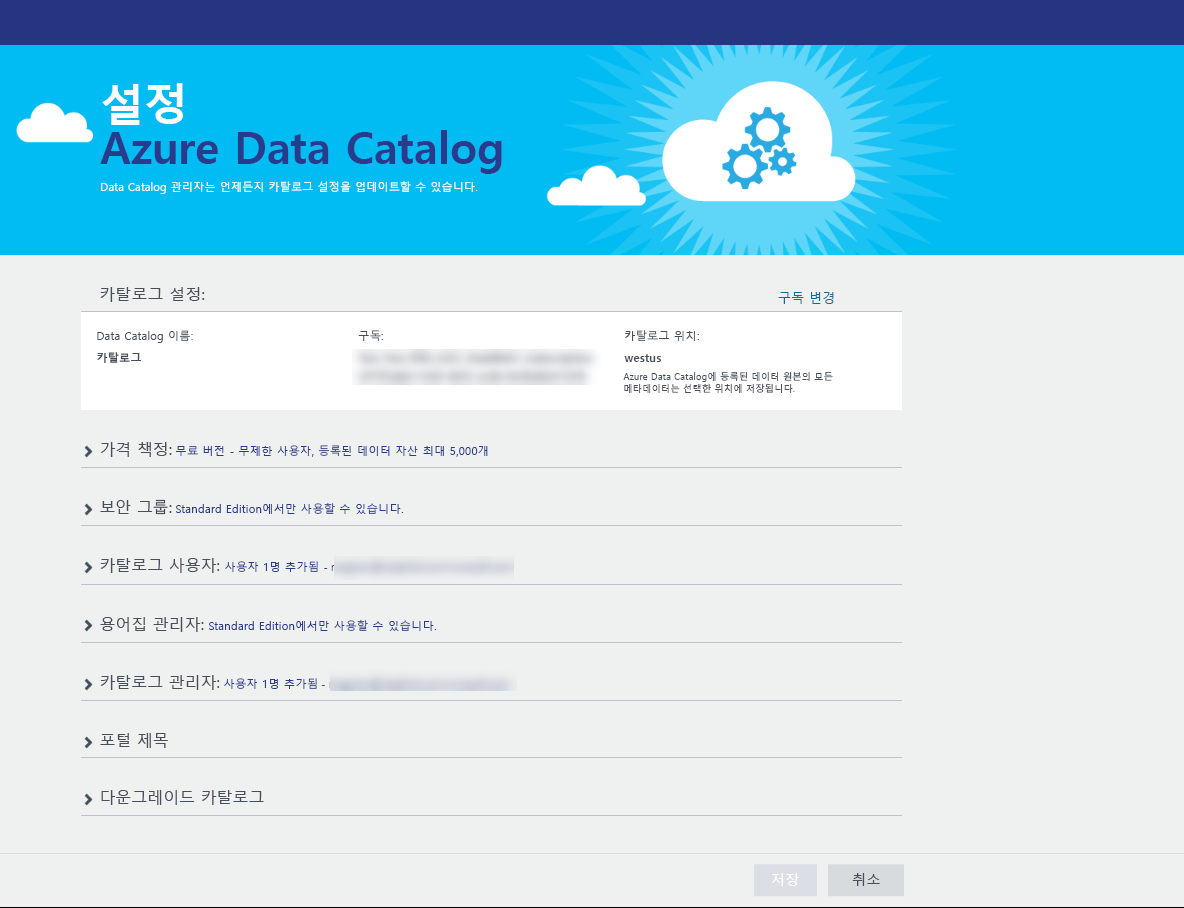 설정
Azure Data Catalog
Data Catalog 관리자는 언제든지 카탈로그 설정을 업데이트할 수 있습니다.
카탈로그 설정:
구독 변경
Data Catalog 이름:
카탈로그
구독:
카탈로그 위치:
westus
Azure Data Catalog에 등록된 데이터 원본의 모든
메타데이터는 선택한 위치에 저장됩니다.
가격 책정: 무료 버전 - 무제한 사용자, 등록된 데이터 자산 최대 5,000개
보안 그룹: Standard Edition에서만 사용할 수 있습니다.
카탈로그 사용자: 사용자 1명 추가됨 -
용어집 관리자: Standard Edition에서만 사용할 수 있습니다.
카탈로그 관리자: 사용자 1명 추가됨 -
포털 제목
다운그레이드 카탈로그
저장
취소